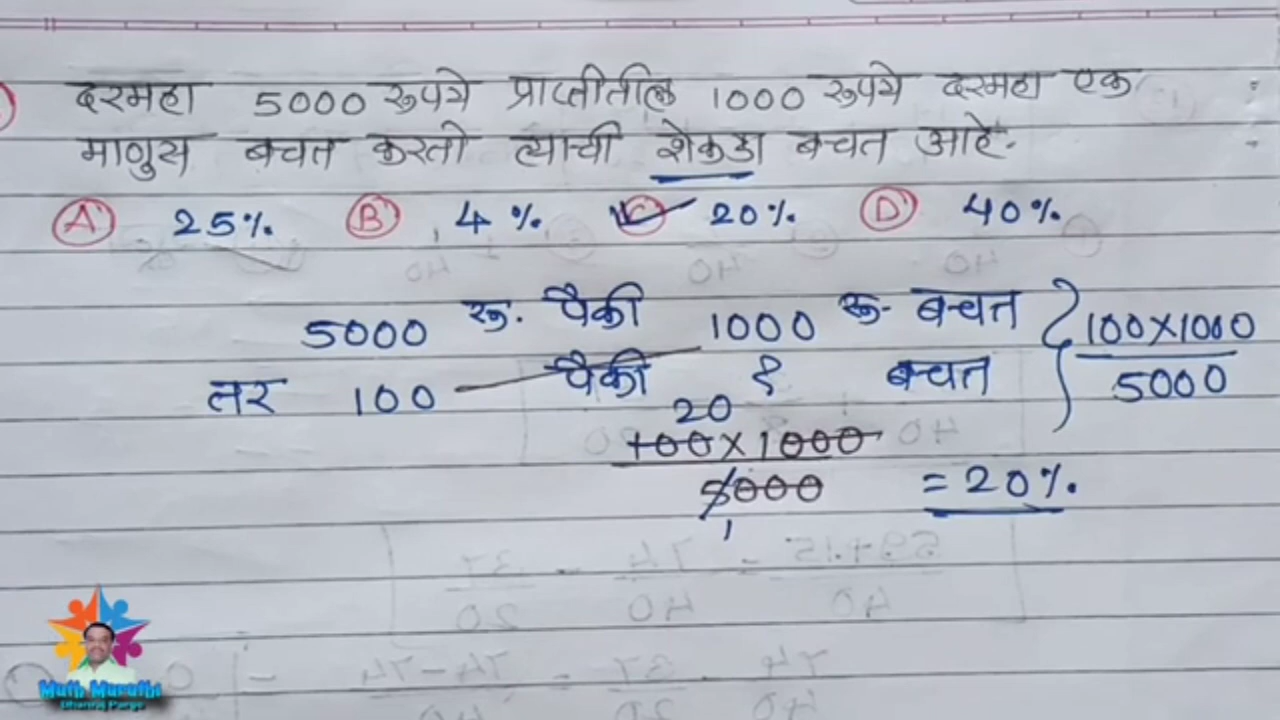 दरमहा 5000 रुपये प्राप्तीतील 1000 रुपये दरमहा एक
माणुस बचत करतो त्याची शेकडा बचत आहे.
A 25% B 4% C 20% D 40%
5000 रु. पैकी 1000 रु. बचत
तर 100 पैकी ? बचत
100×1000
5000
20
100×1000
5000 = 20%.
1
Math Marathi